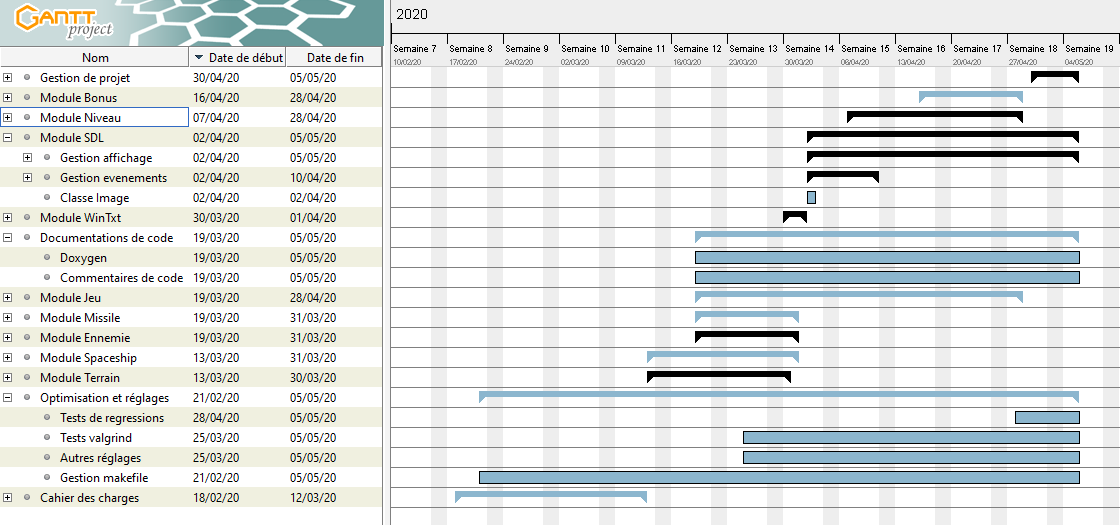 GANTT
project
2020
Semaine 7 Semaine 8 Semaine 9 Semaine 10 Semaine 11 Semaine 12 Semaine 13 Semaine 14 Semaine 15 Semaine 16 Semaine 17 Semaine 18 Semaine 19
10/02/20 17/02/20 24/02/20 02/03/20 09/03/20 16/03/20 23/03/20 30/03/20 06/04/20 13/04/20 20/04/20 27/04/20 04/05/20
Nom Date de début Date de fin
Gestion de projet 30/04/20 05/05/20
Module Bonus 16/04/20 28/04/20
Module Niveau 07/04/20 28/04/20
Module SDL 02/04/20 05/05/20
Gestion affichage 02/04/20 05/05/20
Gestion evenements 02/04/20 10/04/20
Classe Image 02/04/20 02/04/20
Module WinTxt 30/03/20 01/04/20
Documentations de code 19/03/20 05/05/20
Doxygen 19/03/20 05/05/20
Commentaires de code 19/03/20 05/05/20
Module Jeu 19/03/20 28/04/20
Module Missile 19/03/20 31/03/20
Module Ennemie 19/03/20 31/03/20
Module Spaceship 13/03/20 31/03/20
Module Terrain 13/03/20 30/03/20
Optimisation et réglages 21/02/20 05/05/20
Tests de regressions 28/04/20 05/05/20
Tests valgrind 25/03/20 05/05/20
Autres réglages 25/03/20 05/05/20
Gestion makefile 21/02/20 05/05/20
Cahier des charges 18/02/20 12/03/20